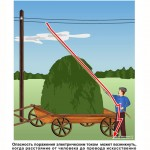 Опасность поражения электрическим током может возникнуть,
когда расстояние от человека до провода искусственно